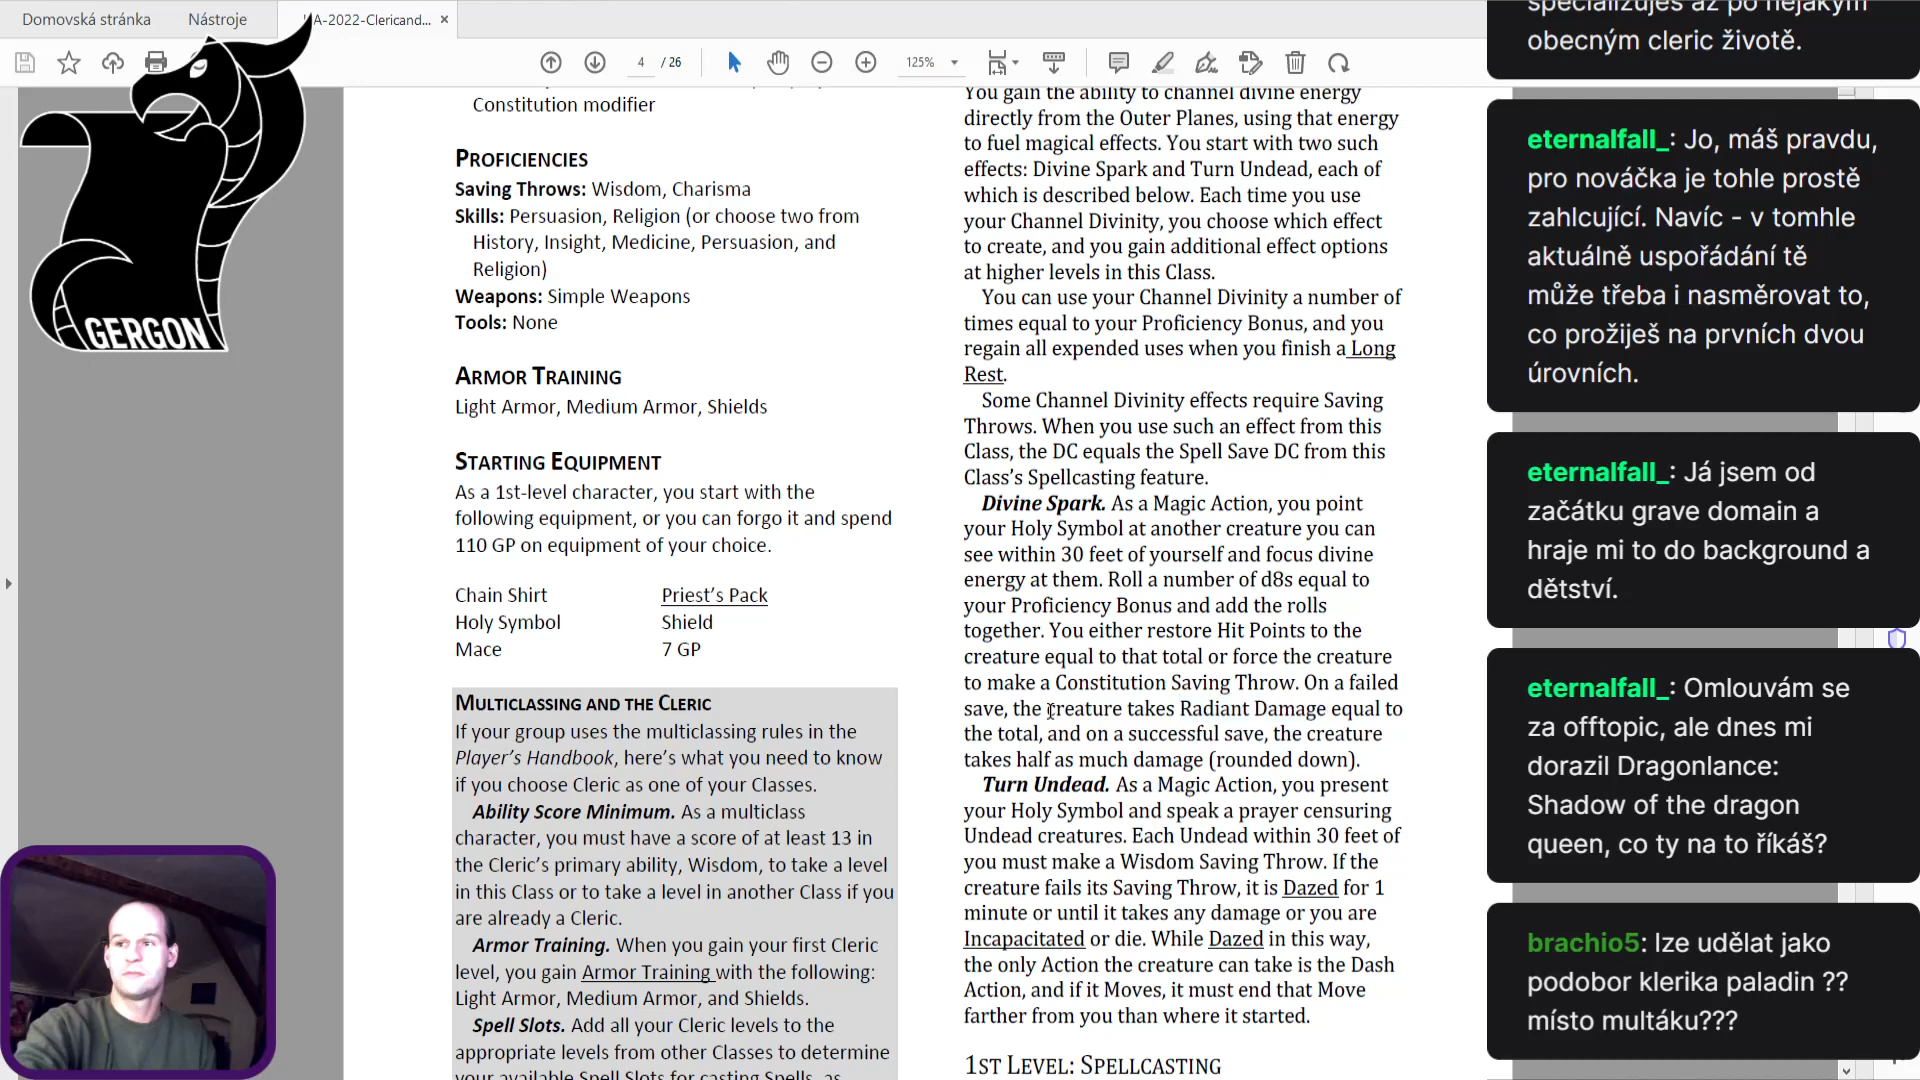 Domovská stránka
Nástroje
A-2022-Clericand...
4 / 26
125%
GERGON
Constitution modifier
PROFICIENCIES
Saving Throws: Wisdom, Charisma
Skills: Persuasion, Religion (or choose two from
History, Insight, Medicine, Persuasion, and
Religion)
Weapons: Simple Weapons
Tools: None
ARMOR TRAINING
Light Armor, Medium Armor, Shields
STARTING EQUIPMENT
As a 1st-level character, you start with the
following equipment, or you can forgo it and spend
110 GP on equipment of your choice.
Chain Shirt Priest’s Pack
Holy Symbol Shield
Mace 7 GP
MULTICLASSING AND THE CLERIC
If your group uses the multiclassing rules in the
Player’s Handbook, here’s what you need to know
if you choose Cleric as one of your Classes.
Ability Score Minimum. As a multiclass
character, you must have a score of at least 13 in
the Cleric’s primary ability, Wisdom, to take a level
in this Class or to take a level in another Class if you
are already a Cleric.
Armor Training. When you gain your first Cleric
level, you gain Armor Training with the following:
Light Armor, Medium Armor, and Shields.
Spell Slots. Add all your Cleric levels to the
appropriate levels from other Classes to determine
your available Spell Slots for casting Spells, as
You gain the ability to channel divine energy
directly from the Outer Planes, using that energy
to fuel magical effects. You start with two such
effects: Divine Spark and Turn Undead, each of
which is described below. Each time you use
your Channel Divinity, you choose which effect
to create, and you gain additional effect options
at higher levels in this Class.
You can use your Channel Divinity a number of
times equal to your Proficiency Bonus, and you
regain all expended uses when you finish a Long
Rest.
Some Channel Divinity effects require Saving
Throws. When you use such an effect from this
Class, the DC equals the Spell Save DC from this
Class’s Spellcasting feature.
Divine Spark. As a Magic Action, you point
your Holy Symbol at another creature you can
see within 30 feet of yourself and focus divine
energy at them. Roll a number of d8s equal to
your Proficiency Bonus and add the rolls
together. You either restore Hit Points to the
creature equal to that total or force the creature
to make a Constitution Saving Throw. On a failed
save, the creature takes Radiant Damage equal to
the total, and on a successful save, the creature
takes half as much damage (rounded down).
Turn Undead. As a Magic Action, you present
your Holy Symbol and speak a prayer censuring
Undead creatures. Each Undead within 30 feet of
you must make a Wisdom Saving Throw. If the
creature fails its Saving Throw, it is Dazed for 1
minute or until it takes any damage or you are
Incapacitated or die. While Dazed in this way,
the only Action the creature can take is the Dash
Action, and if it Moves, it must end that Move
farther from you than where it started.
1ST LEVEL: SPELLCASTING
specializuješ až po nějakým
obecným cleric životě.
eternalfall_: Jo, máš pravdu,
pro nováčka je tohle prostě
zahlcující. Navíc - v tomhle
aktuálně uspořádání tě
může třeba i nasměrovat to,
co prožiješ na prvních dvou
úrovních.
eternalfall_: Já jsem od
začátku grave domain a
hraje mi to do background a
dětství.
eternalfall_: Omlouvám se
za offtopic, ale dnes mi
dorazil Dragonlance:
Shadow of the dragon
queen, co ty na to říkáš?
brachio5: lze udělat jako
podobor klerika paladin ??
místo multáku???